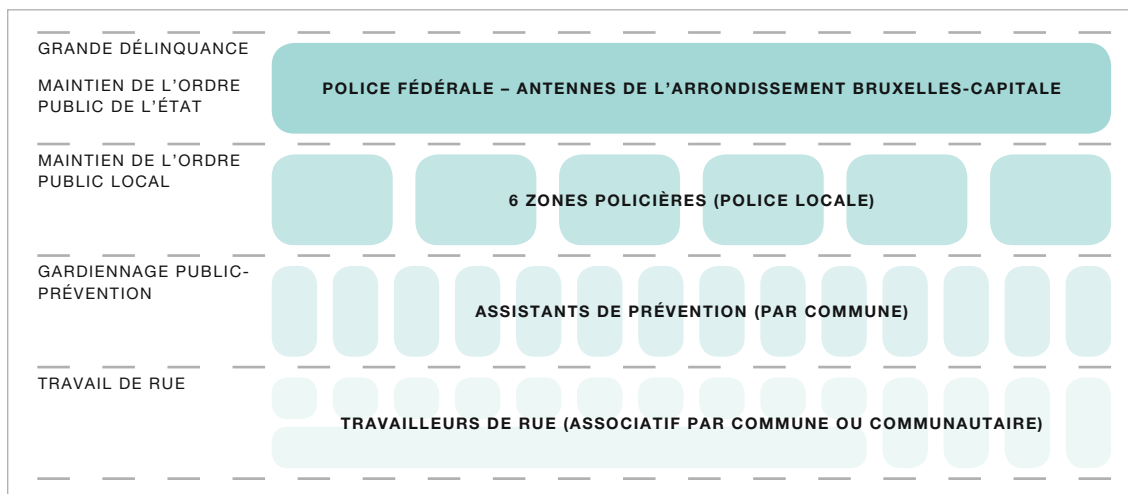 GRANDE DÉLINQUANCE
MAINTIEN DE L'ORDRE
PUBLIC DE L'ÉTAT
POLICE FÉDÉRALE – ANTENNES DE L'ARRONDISSEMENT BRUXELLES-CAPITALE
MAINTIEN DE L'ORDRE
PUBLIC LOCAL
6 ZONES POLICIÈRES (POLICE LOCALE)
GARDIENNAGE PUBLIC-
PRÉVENTION
ASSISTANTS DE PRÉVENTION (PAR COMMUNE)
TRAVAIL DE RUE
TRAVAILLEURS DE RUE (ASSOCIATIF PAR COMMUNE OU COMMUNAUTAIRE)